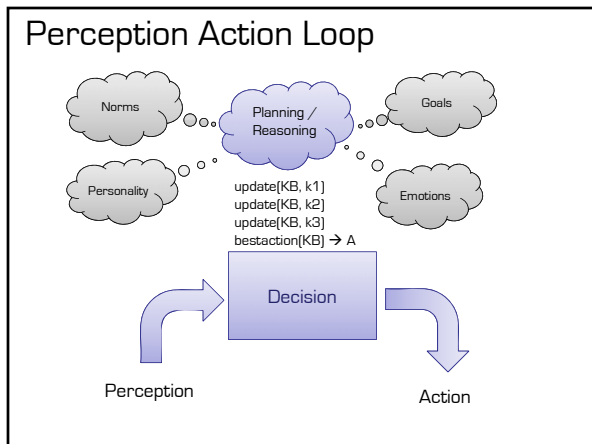 Perception Action Loop
Norms
Planning /
Reasoning
Goals
Personality
Emotions
update(KB, k1)
update(KB, k2)
update(KB, k3)
bestaction(KB) → A
Decision
Perception
Action